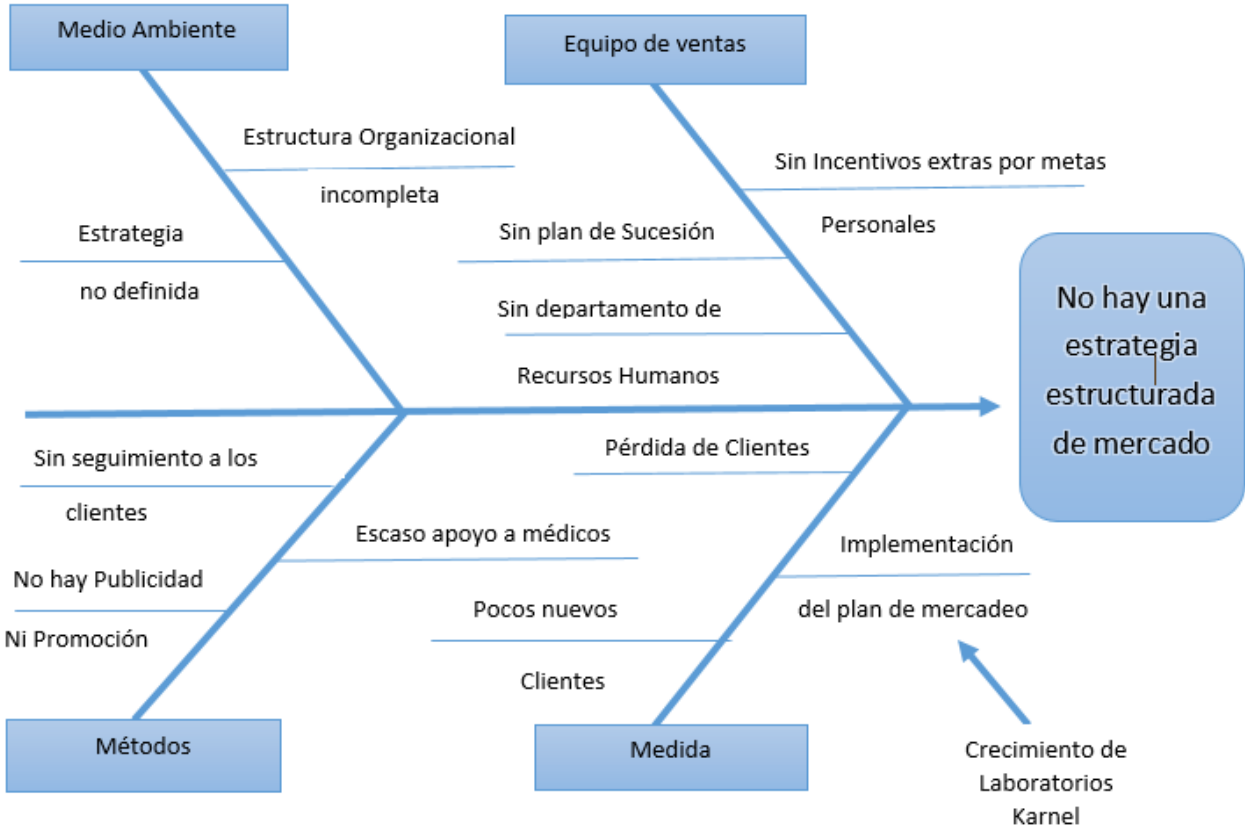 Medio Ambiente
Equipo de ventas
Estructura Organizacional
incompleta
Sin Incentivos extras por metas
Personales
Estrategia
no definida
Sin plan de Sucesión
Sin departamento de
Recursos Humanos
No hay una
estrategia
estructurada
de mercado
Sin seguimiento a los
clientes
Pérdida de Clientes
Escaso apoyo a médicos
Implementación
del plan de mercadeo
No hay Publicidad
Ni Promoción
Pocos nuevos
Clientes
Métodos
Medida
Crecimiento de
Laboratorios
Karnel